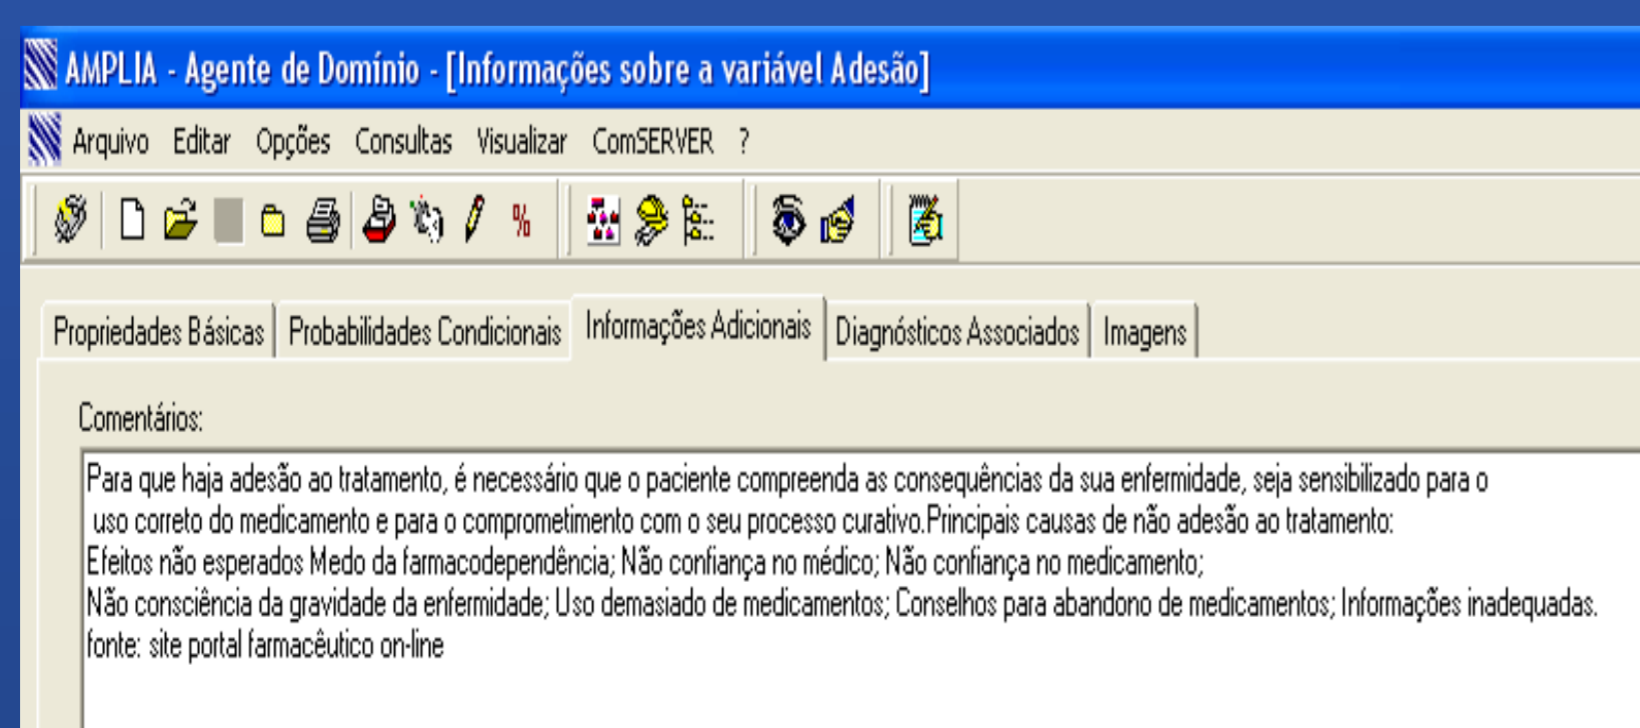 AMPLIA - Agente de Domínio - [Informações sobre a variável Adesão]
Arquivo Editar Opções Consultas Visualizar ComSERVER ?
%
Propriedades Básicas Probabilidades Condicionais Informações Adicionais Diagnósticos Associados Imagens
Comentários:
Para que haja adesão ao tratamento, é necessário que o paciente compreenda as consequências da sua enfermidade, seja sensibilizado para o
uso correto do medicamento e para o comprometimento com o seu processo curativo.Principais causas de não adesão ao tratamento:
Efeitos não esperados Medo da farmacodependência; Não confiança no médico; Não confiança no medicamento;
Não consciência da gravidade da enfermidade; Uso demasiado de medicamentos; Conselhos para abandono de medicamentos; Informações inadequadas.
fonte: site portal farmacêutico on-line